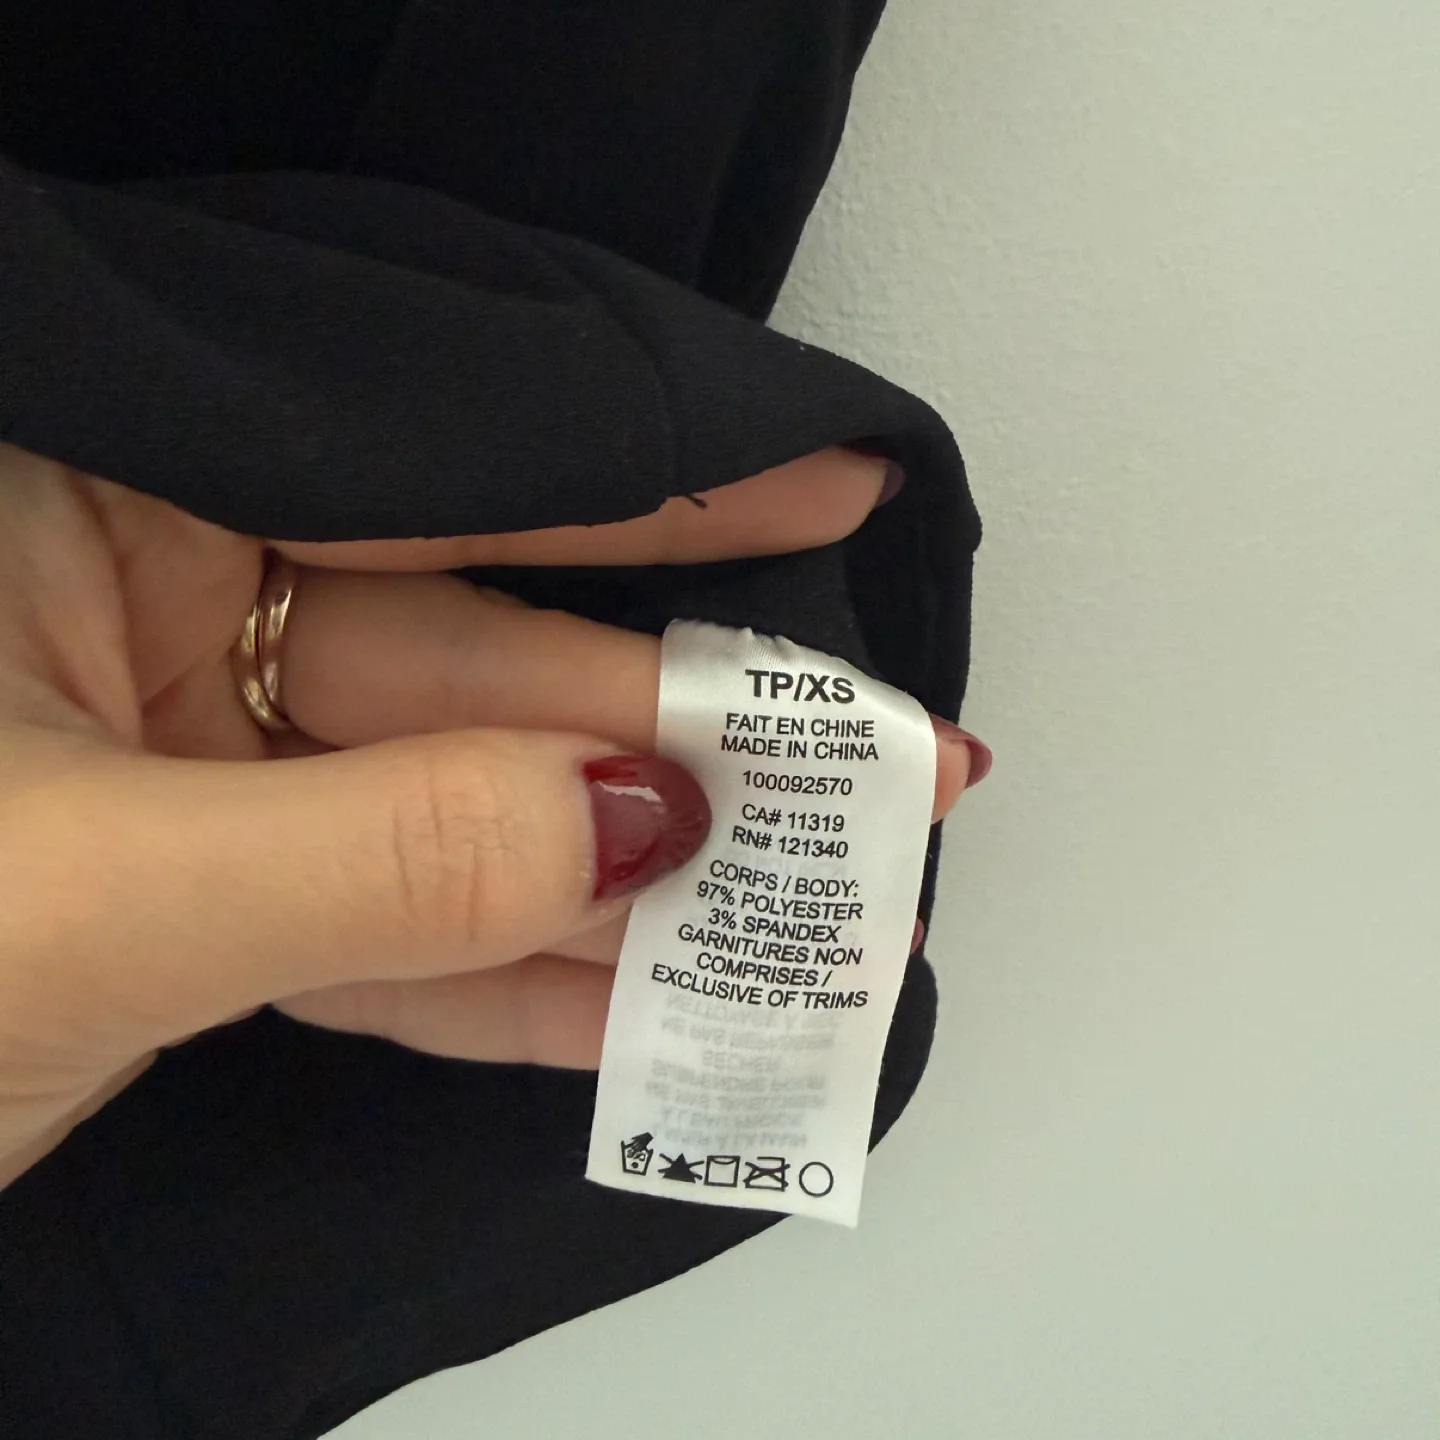 TP/XS
FAIT EN CHINE
MADE IN CHINA
100092570
CA# 11319
RN# 121340
CORPS / BODY:
97% POLYESTER
3% SPANDEX
GARNITURES NON
COMPRISES /
EXCLUSIVE OF TRIMS